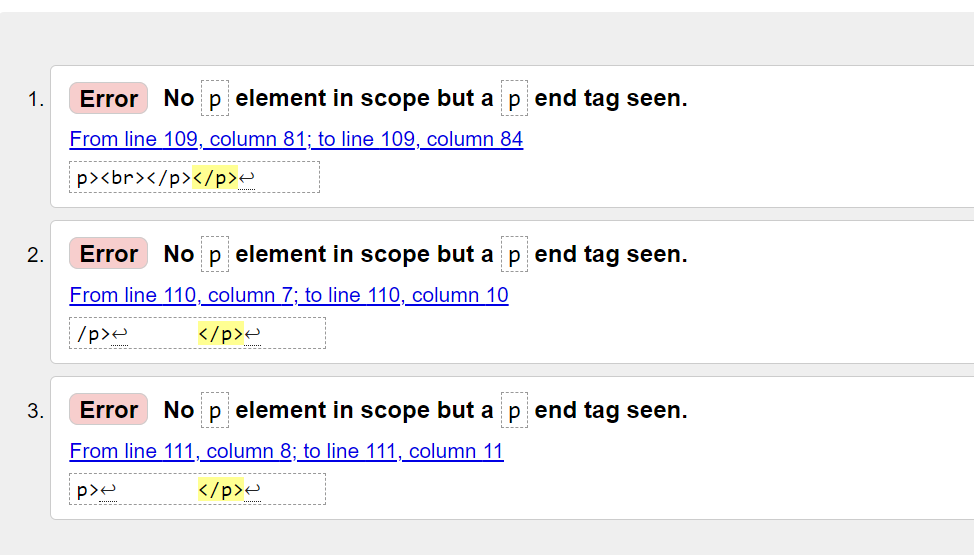 1. Error No p element in scope but a p end tag seen.
From line 109, column 81; to line 109, column 84
p><br></p></p>↩
2. Error No p element in scope but a p end tag seen.
From line 110, column 7; to line 110, column 10
/p>↩ </p>↩
3. Error No p element in scope but a p end tag seen.
From line 111, column 8; to line 111, column 11
p>↩ </p>↩